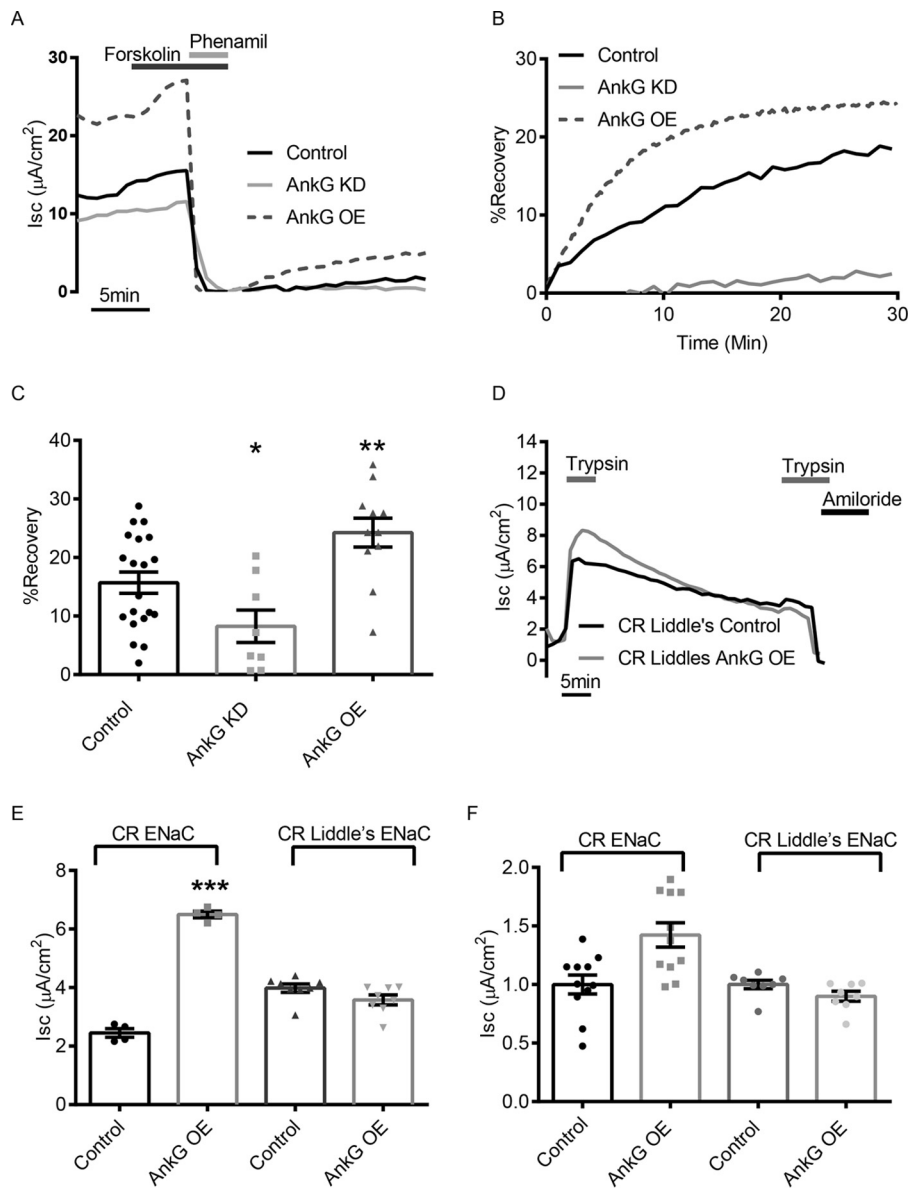 A
Phenamil
Forskolin
30
20
10
0
Isc (µA/cm²)
Control
AnkG KD
AnkG OE
5min
B
Control
AnkG KD
AnkG OE
30
20
10
0
%Recovery
0 10 20 30
Time (Min)
C
40
30
20
10
0
%Recovery
*
**
Control
AnkG KD
AnkG OE
D
14
12
10
8
6
4
2
0
Isc (µA/cm²)
Trypsin
Trypsin
Amiloride
CR Liddle's Control
CR Liddles AnkG OE
5min
E
CR ENaC
CR Liddle's ENaC
8
6
4
2
0
Isc (µA/cm²)
***
Control
AnkG OE
Control
AnkG OE
F
CR ENaC
CR Liddle's ENaC
2.0
1.5
1.0
0.5
0.0
Isc (µA/cm²)
Control
AnkG OE
Control
AnkG OE